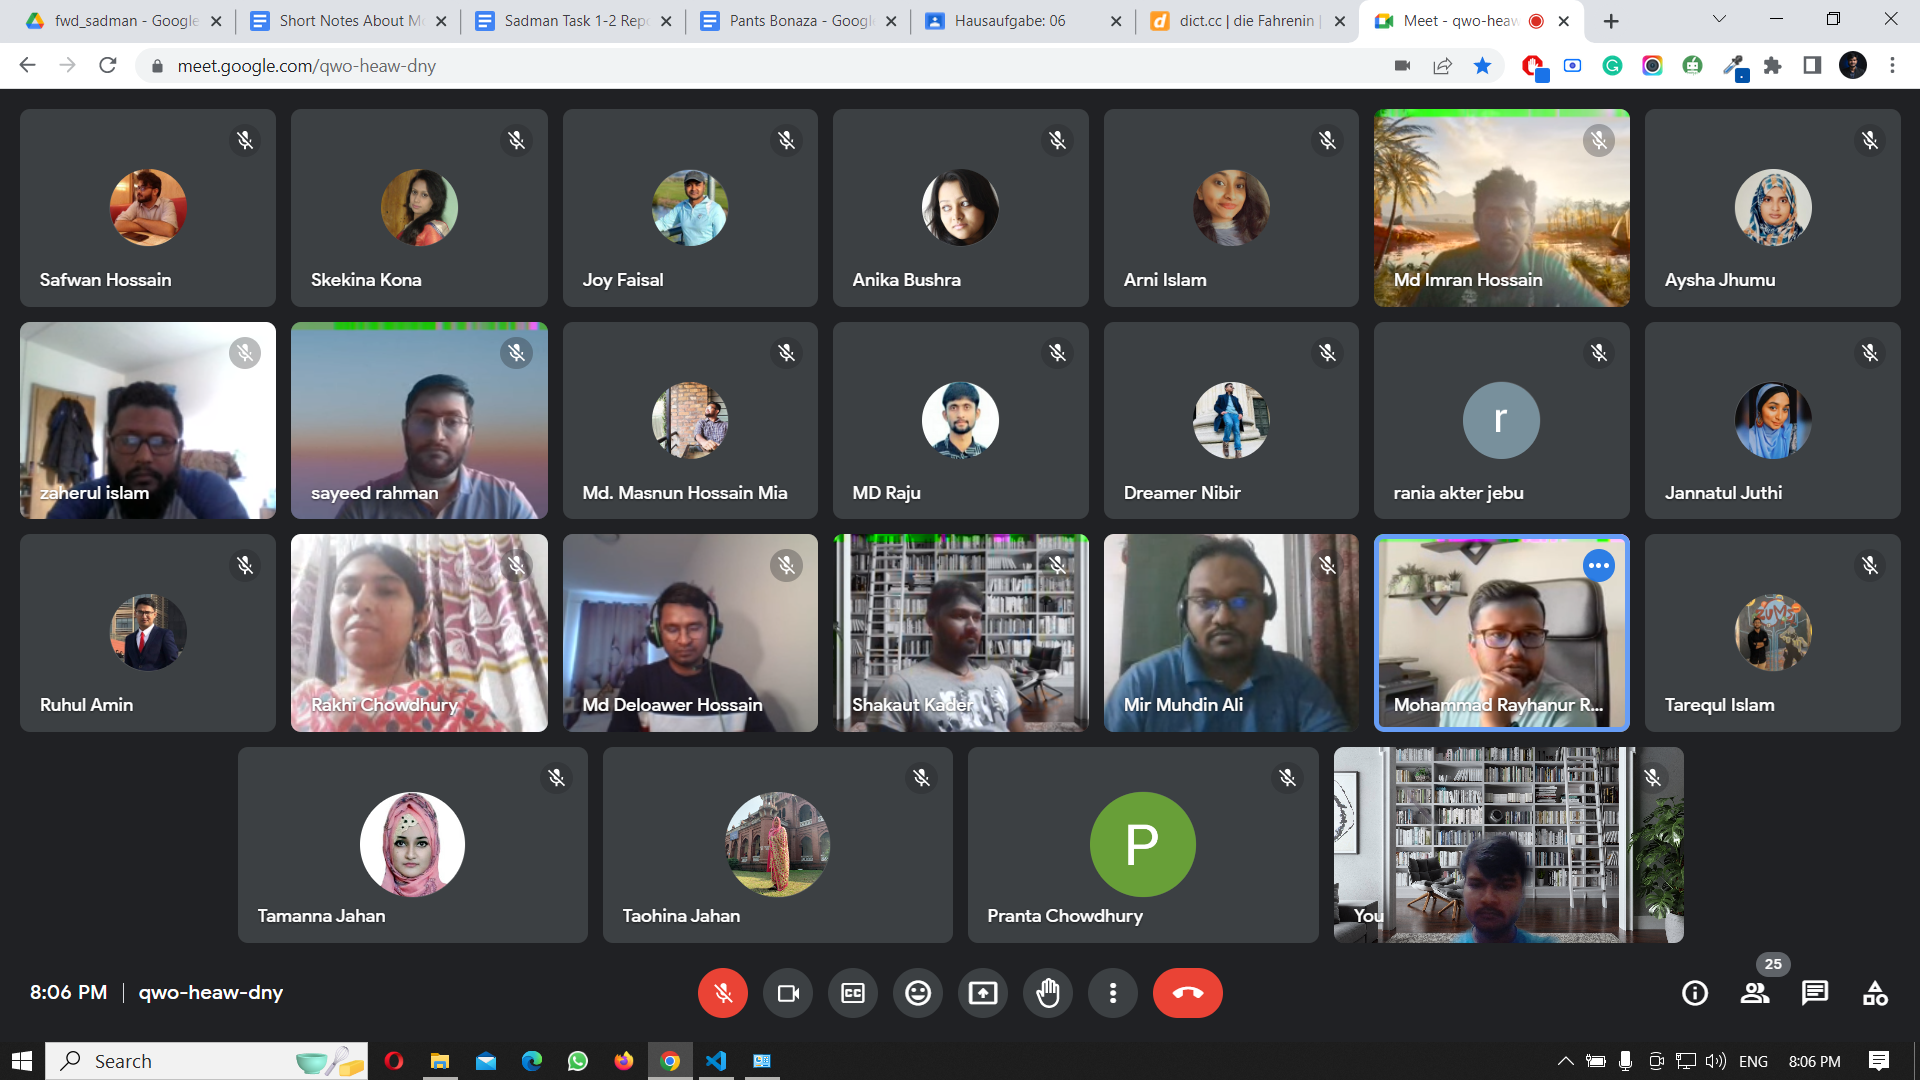 fwd_sadman - Google
Short Notes About M
Sadman Task 1-2 Rep
Pants Bonaza - Googl
Hausaufgabe: 06
dict.cc | die Fahrenin |
Meet - qwo-heaw
meet.google.com/qwo-heaw-dny
Safwan Hossain
Skekina Kona
Joy Faisal
Anika Bushra
Arni Islam
Md Imran Hossain
Aysha Jhumu
zaherul islam
sayeed rahman
Md. Masnun Hossain Mia
MD Raju
Dreamer Nibir
r
rania akter jebu
Jannatul Juthi
Ruhul Amin
Rakhi Chowdhury
Md Deloawer Hossain
Shakaut Kader
Mir Muhdin Ali
Mohammad Rayhanur R...
Tarequl Islam
Tamanna Jahan
Taohina Jahan
P
Pranta Chowdhury
You
8:06 PM | qwo-heaw-dny
25
Search
ENG
8:06 PM